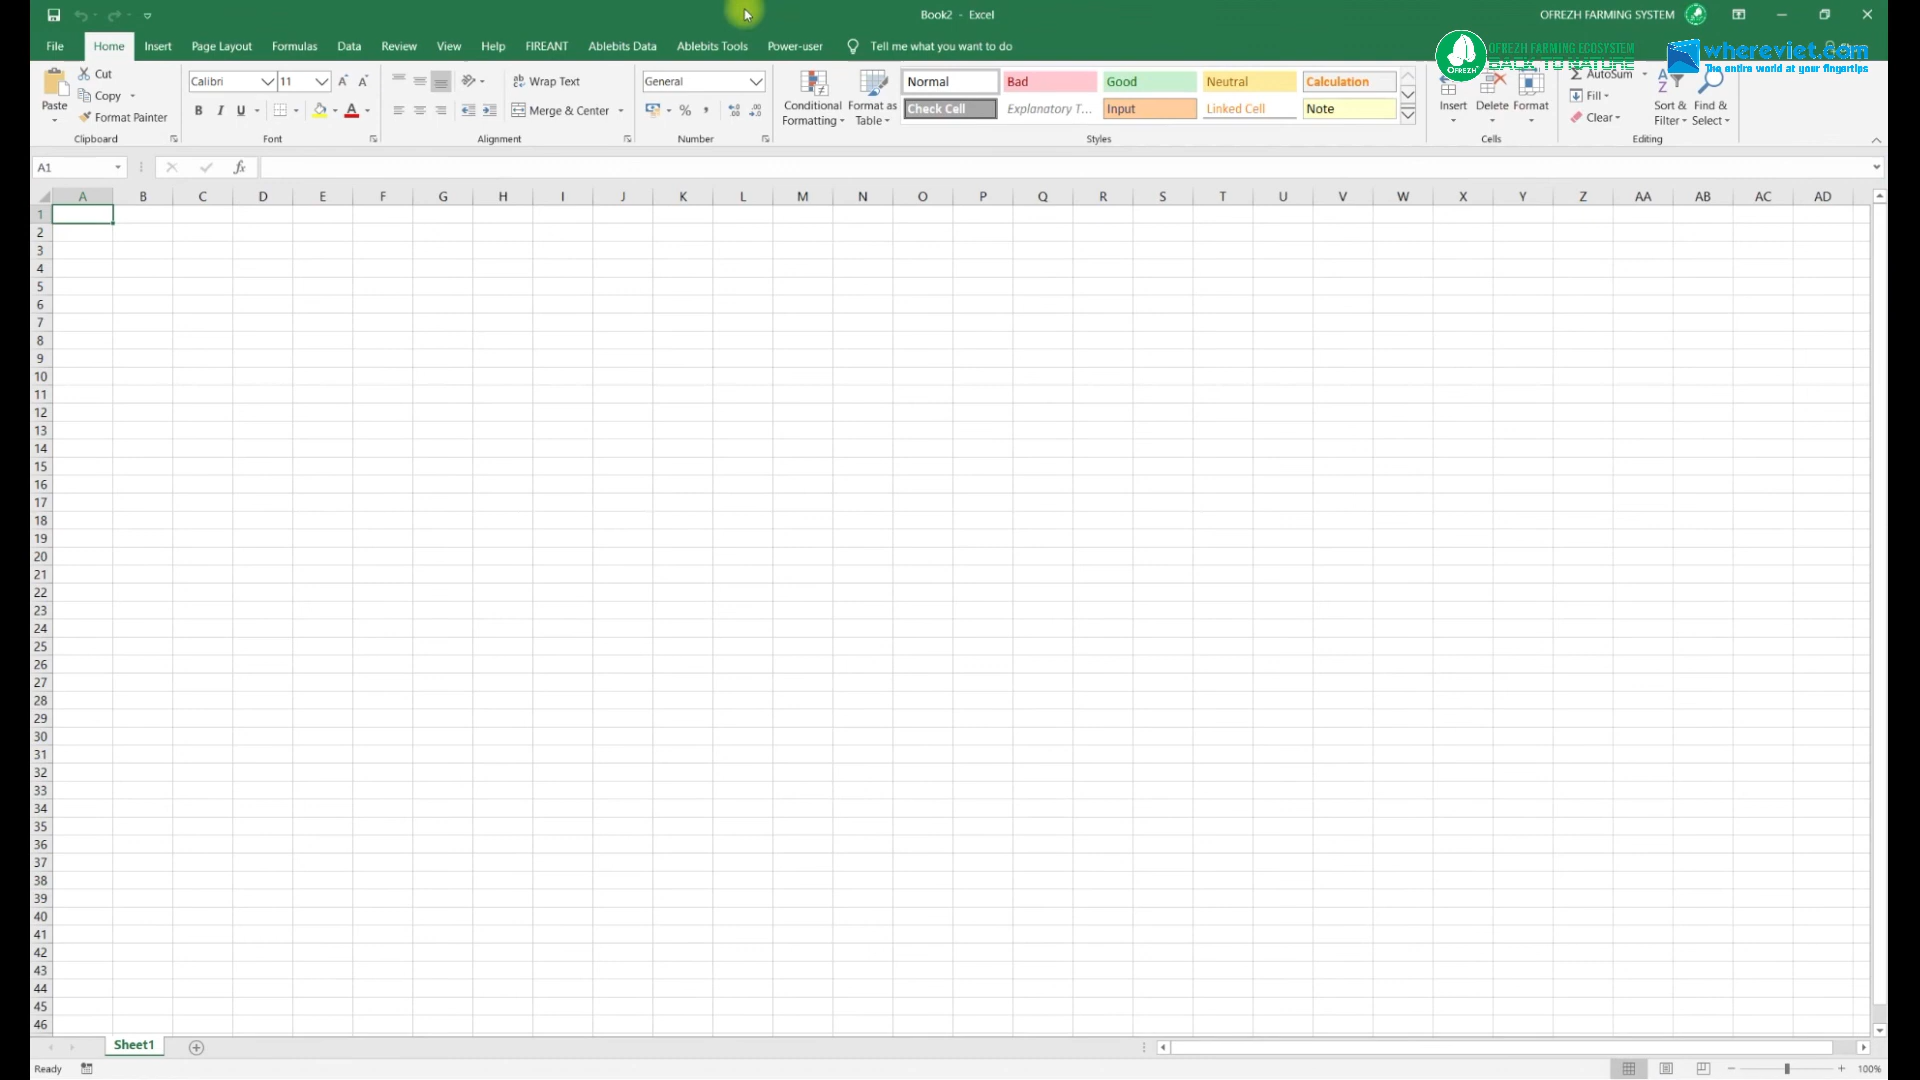 Book2 - Excel
OFREZH FARMING SYSTEM
File Home Insert Page Layout Formulas Data Review View Help FIREANT Ablebits Data Ablebits Tools Power-user Tell me what you want to do
OFREZH FARMING ECOSYSTEM
BACK TO NATURE
OFREZH
whereviet.com
The entire world at your fingertips
Paste
Cut
Copy
Format Painter
Clipboard
Calibri 11
B I U
Font
Wrap Text
Merge & Center
Alignment
General
Number
Conditional
Formatting
Format as
Table
Normal Bad Good Neutral Calculation
Check Cell Explanatory T... Input Linked Cell Note
Styles
Insert Delete Format
Cells
AutoSum
Fill
Clear
Sort &
Filter
Find &
Select
Editing
A1
fx
A B C D E F G H I J K L M N O P Q R S T U V W X Y Z AA AB AC AD
1
2
3
4
5
6
7
8
9
10
11
12
13
14
15
16
17
18
19
20
21
22
23
24
25
26
27
28
29
30
31
32
33
34
35
36
37
38
39
40
41
42
43
44
45
46
Sheet1
Ready
100%